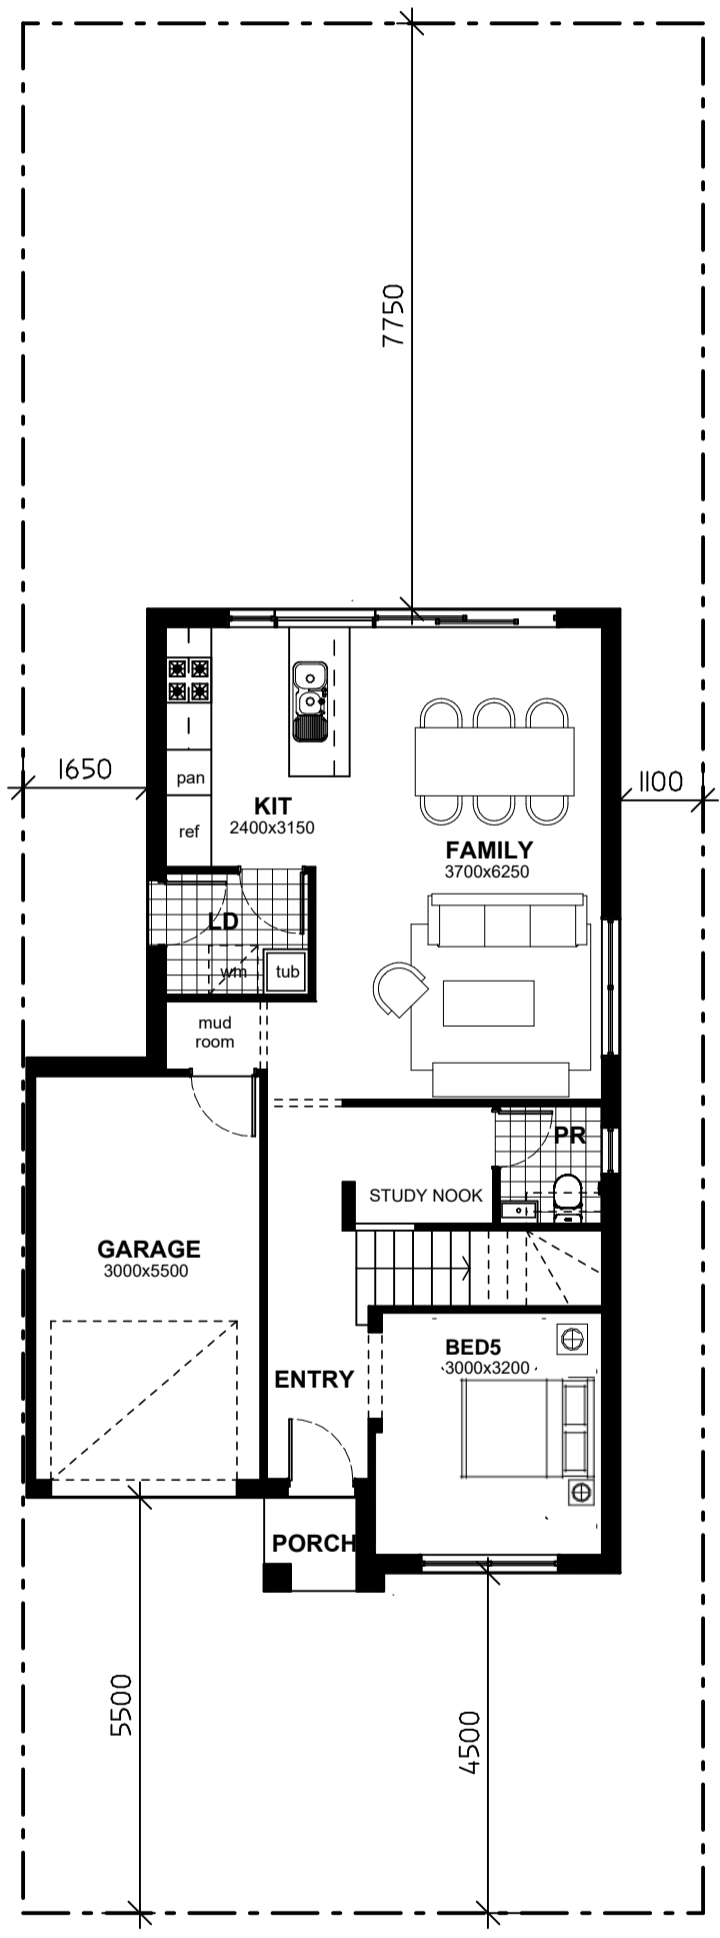 7750
1650
1100
pan
KIT
2400x3150
ref
FAMILY
3700x6250
LD
wm
tub
mud
room
PR
STUDY NOOK
GARAGE
3000x5500
BED5
3000x3200
ENTRY
PORCH
5500
4500